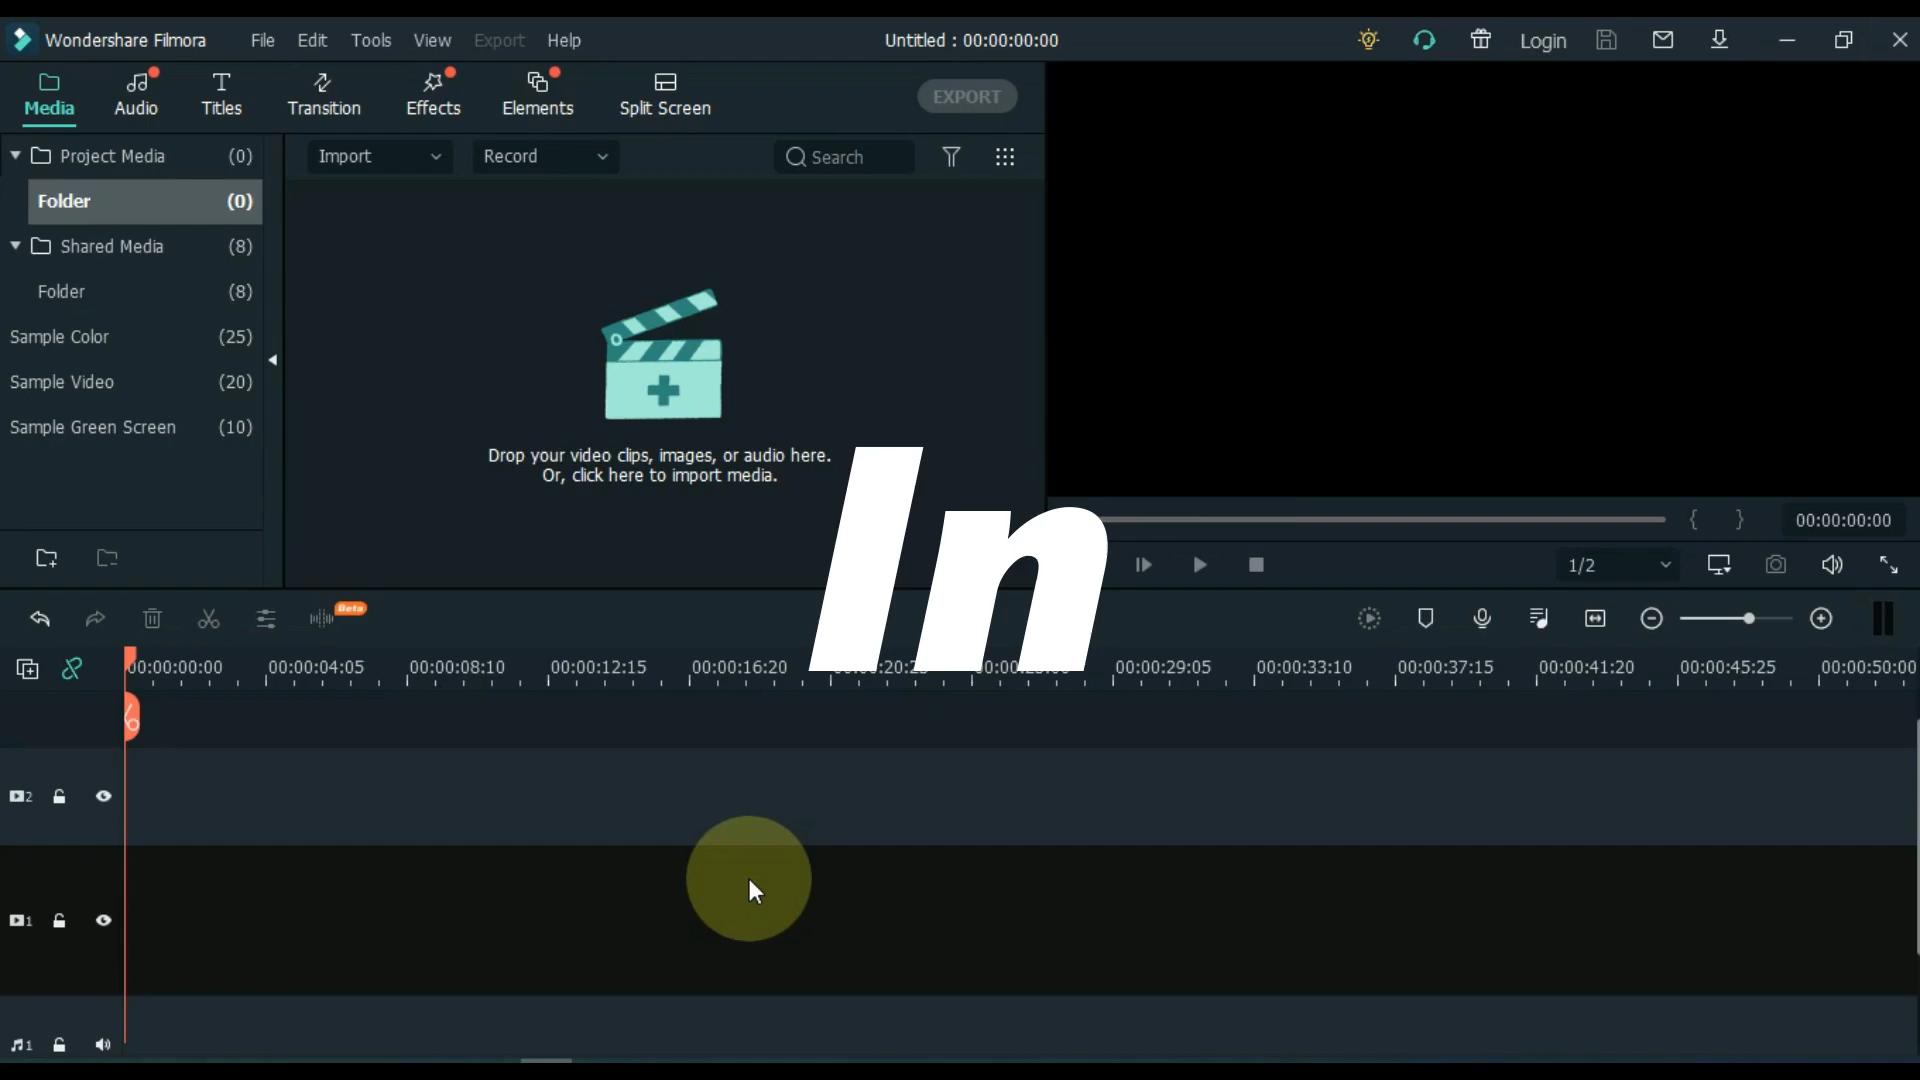 Wondershare Filmora File Edit Tools View Export Help Untitled : 00:00:00:00 Login
Media Audio Titles Transition Effects Elements Split Screen EXPORT
Project Media (0) Import Record Search
Folder (0)
Shared Media (8)
Folder (8)
Sample Color (25)
Sample Video (20)
Sample Green Screen (10)
Drop your video clips, images, or audio here.
Or, click here to import media.
In
{ } 00:00:00:00
1/2
Beta
00:00:00:00 00:00:04:05 00:00:08:10 00:00:12:15 00:00:16:20 00:00:29:05 00:00:33:10 00:00:37:15 00:00:41:20 00:00:45:25 00:00:50:00
2
1
1